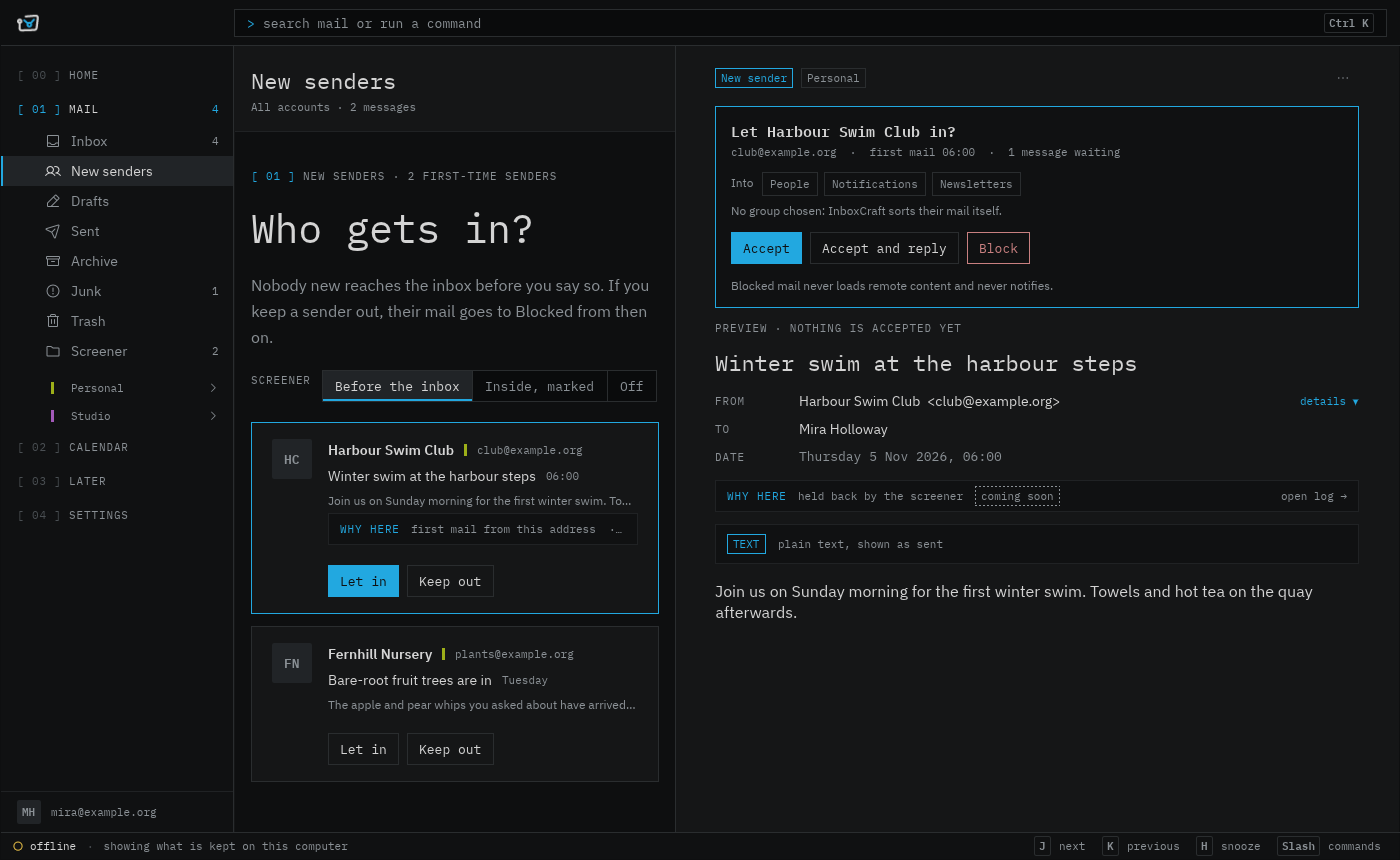 > search mail or run a command
Ctrl K
[ 00 ] HOME
[ 01 ] MAIL 4
Inbox 4
New senders
Drafts
Sent
Archive
Junk 1
Trash
Screener 2
Personal
Studio
[ 02 ] CALENDAR
[ 03 ] LATER
[ 04 ] SETTINGS
MH mira@example.org
New senders
All accounts · 2 messages
[ 01 ] NEW SENDERS · 2 FIRST-TIME SENDERS
Who gets in?
Nobody new reaches the inbox before you say so. If you
keep a sender out, their mail goes to Blocked from then
on.
SCREENER Before the inbox Inside, marked Off
HC
Harbour Swim Club club@example.org
Winter swim at the harbour steps 06:00
Join us on Sunday morning for the first winter swim. To…
WHY HERE first mail from this address ·…
Let in Keep out
FN
Fernhill Nursery plants@example.org
Bare-root fruit trees are in Tuesday
The apple and pear whips you asked about have arrived…
Let in Keep out
New sender Personal ···
Let Harbour Swim Club in?
club@example.org · first mail 06:00 · 1 message waiting
Into People Notifications Newsletters
No group chosen: InboxCraft sorts their mail itself.
Accept Accept and reply Block
Blocked mail never loads remote content and never notifies.
PREVIEW · NOTHING IS ACCEPTED YET
Winter swim at the harbour steps
FROM Harbour Swim Club <club@example.org> details ▾
TO Mira Holloway
DATE Thursday 5 Nov 2026, 06:00
WHY HERE held back by the screener coming soon open log →
TEXT plain text, shown as sent
Join us on Sunday morning for the first winter swim. Towels and hot tea on the quay
afterwards.
offline · showing what is kept on this computer
J next K previous H snooze Slash commands